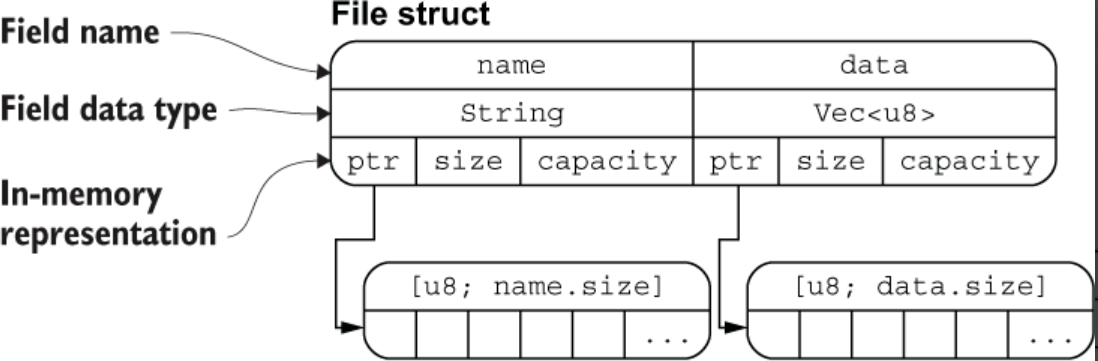 File struct
Field name
name data
Field data type
String Vec<u8>
In-memory
representation
ptr size capacity ptr size capacity
[u8; name.size] [u8; data.size]
... ...